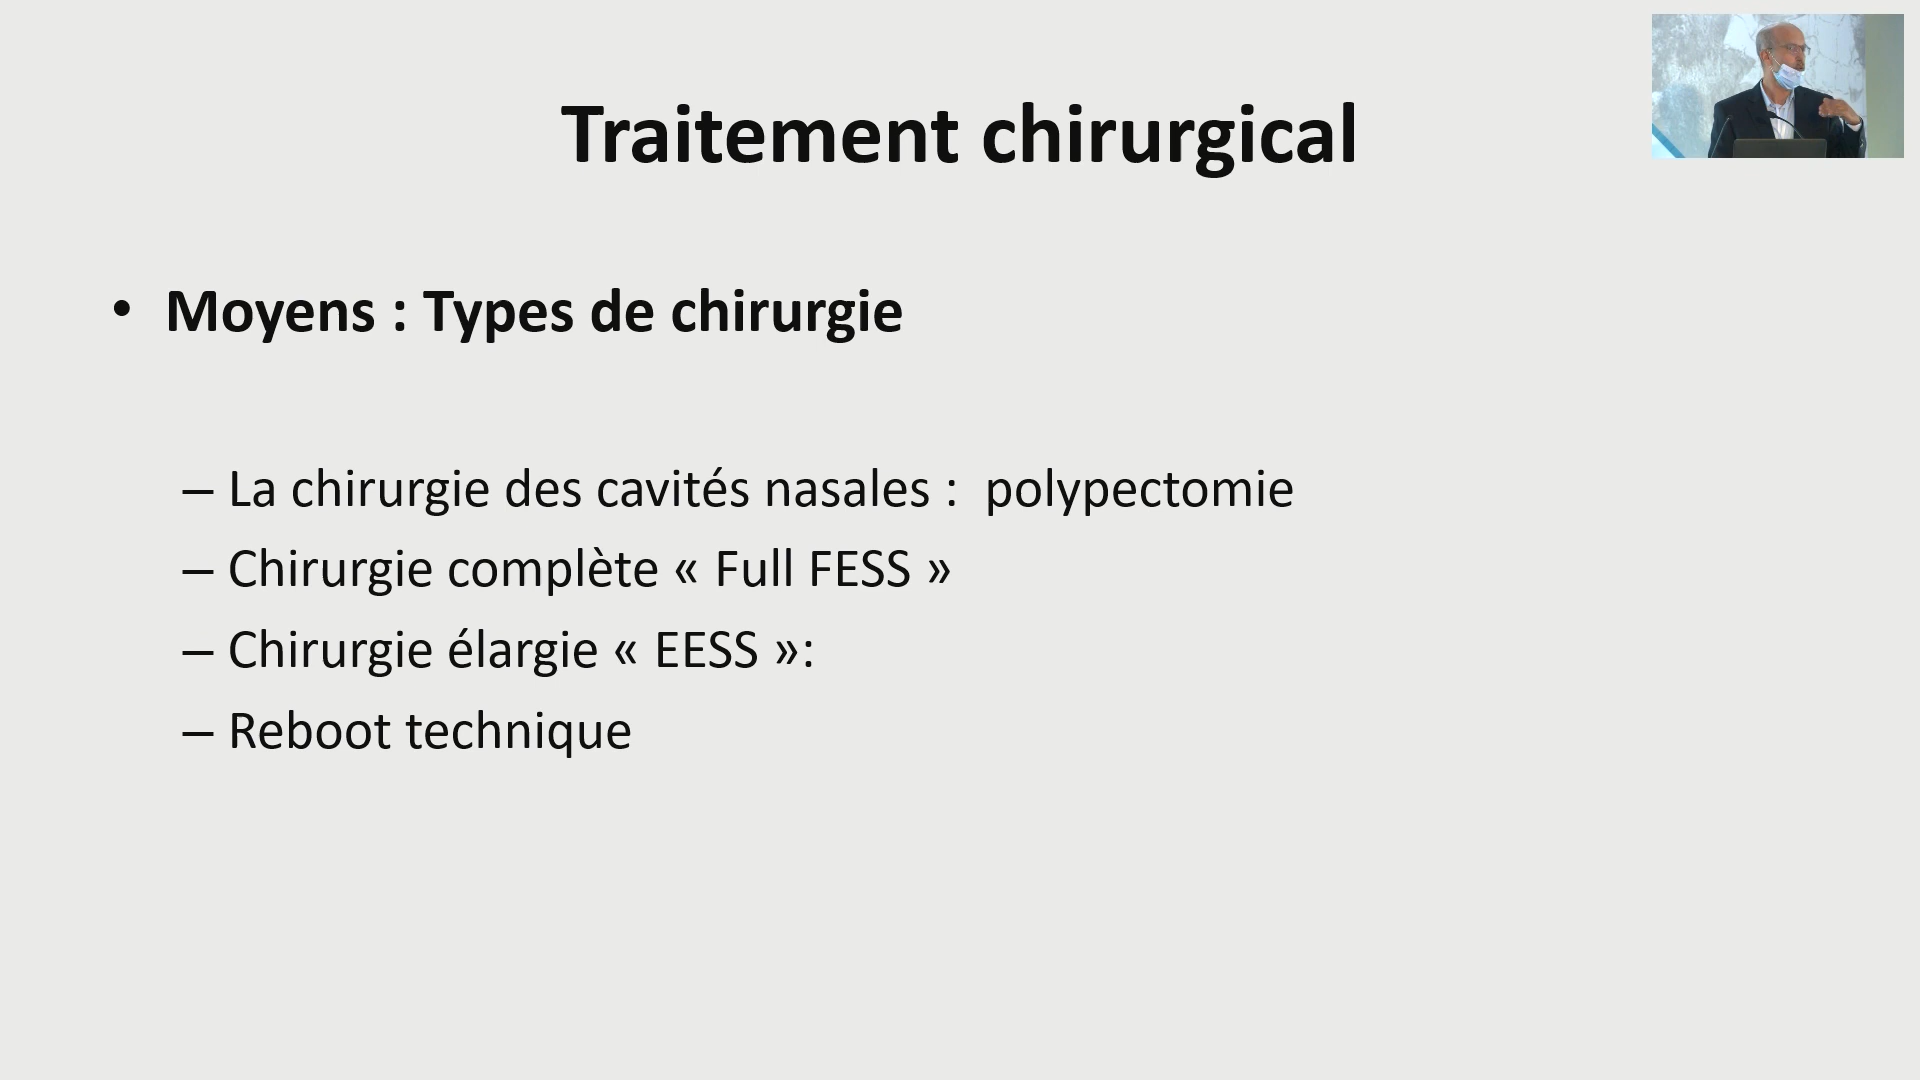 Traitement chirurgical
• Moyens : Types de chirurgie
– La chirurgie des cavités nasales : polypectomie
– Chirurgie complète « Full FESS »
– Chirurgie élargie « EESS »:
– Reboot technique